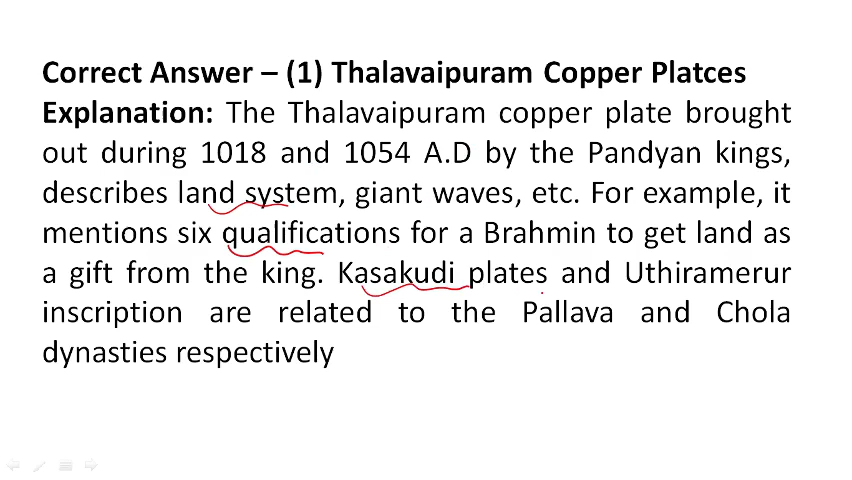 Correct Answer – (1) Thalavaipuram Copper Platces
Explanation: The Thalavaipuram copper plate brought
out during 1018 and 1054 A.D by the Pandyan kings,
describes land system, giant waves, etc. For example, it
mentions six qualifications for a Brahmin to get land as
a gift from the king. Kasakudi plates and Uthiramerur
inscription are related to the Pallava and Chola
dynasties respectively